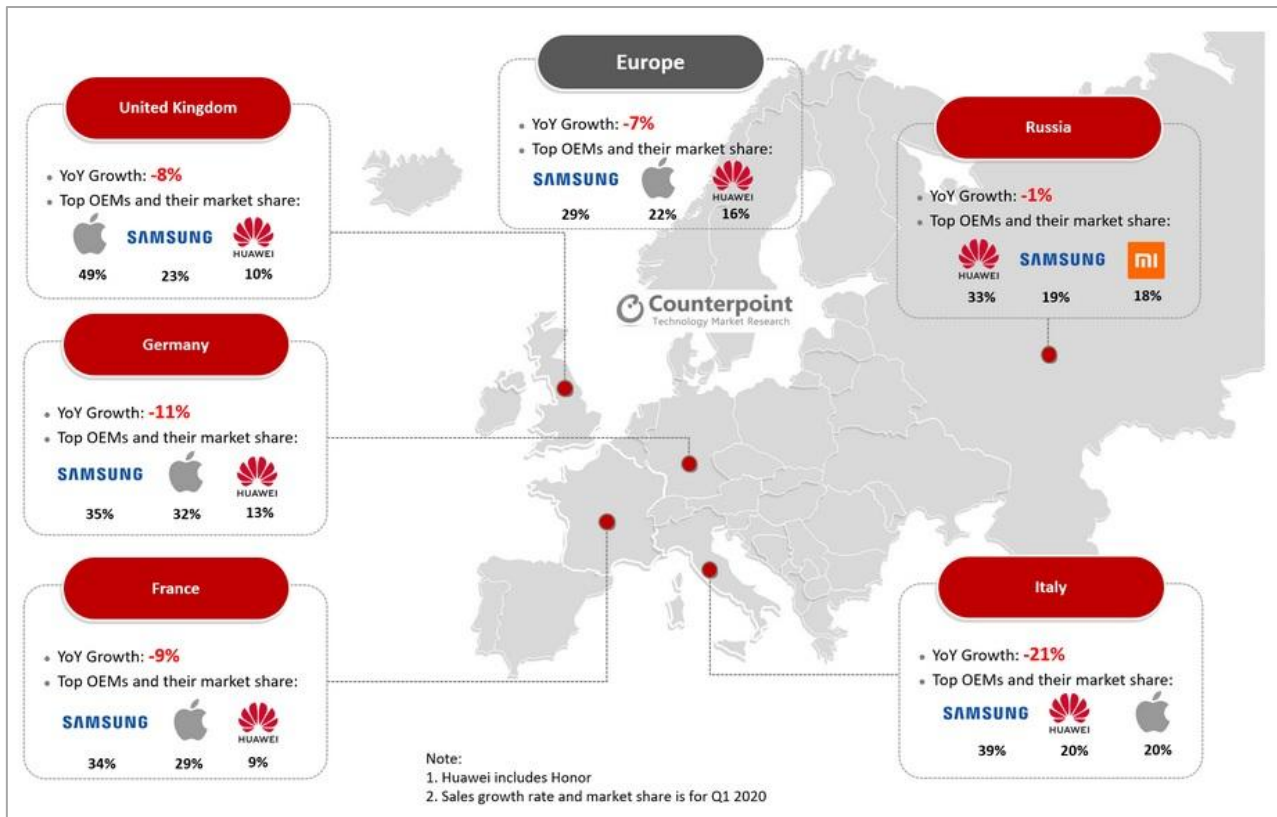 Europe
• YoY Growth: -7%
• Top OEMs and their market share:
SAMSUNG HUAWEI
29% 22% 16%
United Kingdom
• YoY Growth: -8%
• Top OEMs and their market share:
SAMSUNG HUAWEI
49% 23% 10%
Russia
• YoY Growth: -1%
• Top OEMs and their market share:
HUAWEI SAMSUNG MI
33% 19% 18%
Counterpoint
Technology Market Research
Germany
• YoY Growth: -11%
• Top OEMs and their market share:
SAMSUNG HUAWEI
35% 32% 13%
France
• YoY Growth: -9%
• Top OEMs and their market share:
SAMSUNG HUAWEI
34% 29% 9%
Italy
• YoY Growth: -21%
• Top OEMs and their market share:
SAMSUNG HUAWEI
39% 20% 20%
Note:
1. Huawei includes Honor
2. Sales growth rate and market share is for Q1 2020